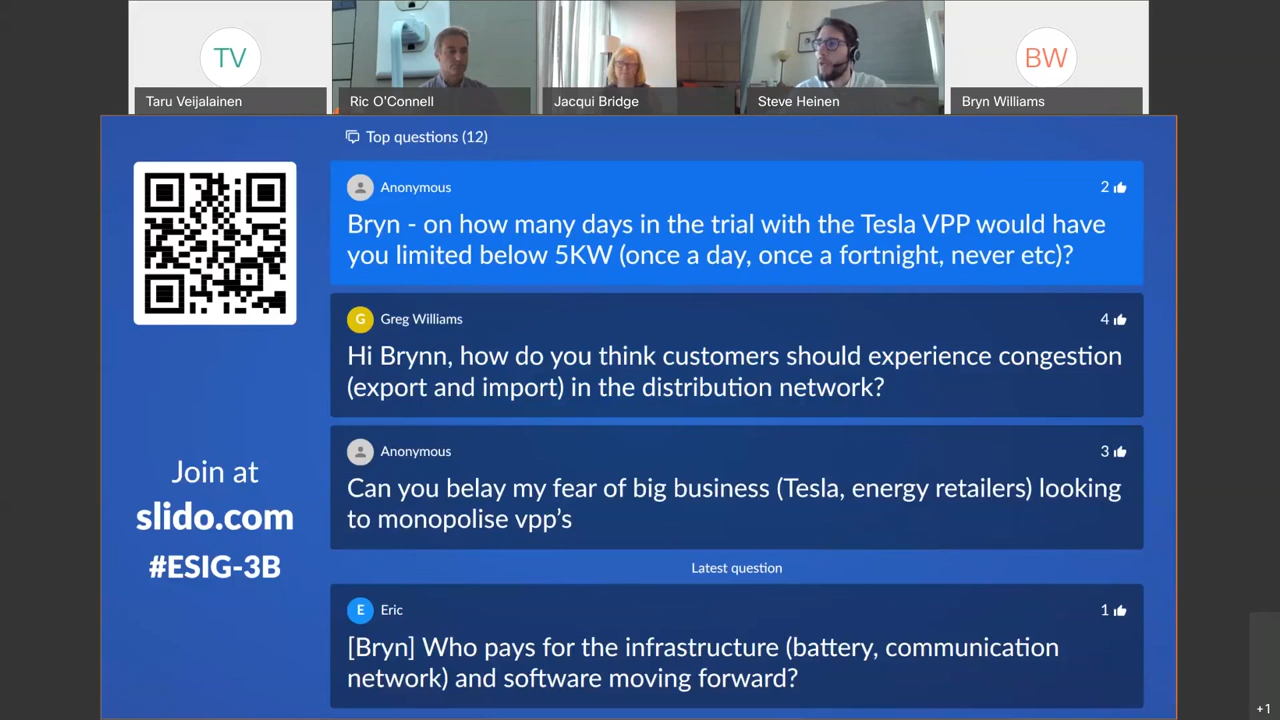 TV
Taru Veijalainen
Ric O'Connell
Jacqui Bridge
Steve Heinen
BW
Bryn Williams
Top questions (12)
Anonymous
2
Bryn - on how many days in the trial with the Tesla VPP would have
you limited below 5KW (once a day, once a fortnight, never etc)?
G
Greg Williams
4
Hi Brynn, how do you think customers should experience congestion
(export and import) in the distribution network?
Anonymous
3
Can you belay my fear of big business (Tesla, energy retailers) looking
to monopolise vpp’s
Join at
slido.com
#ESIG-3B
Latest question
E
Eric
1
[Bryn] Who pays for the infrastructure (battery, communication
network) and software moving forward?
+1